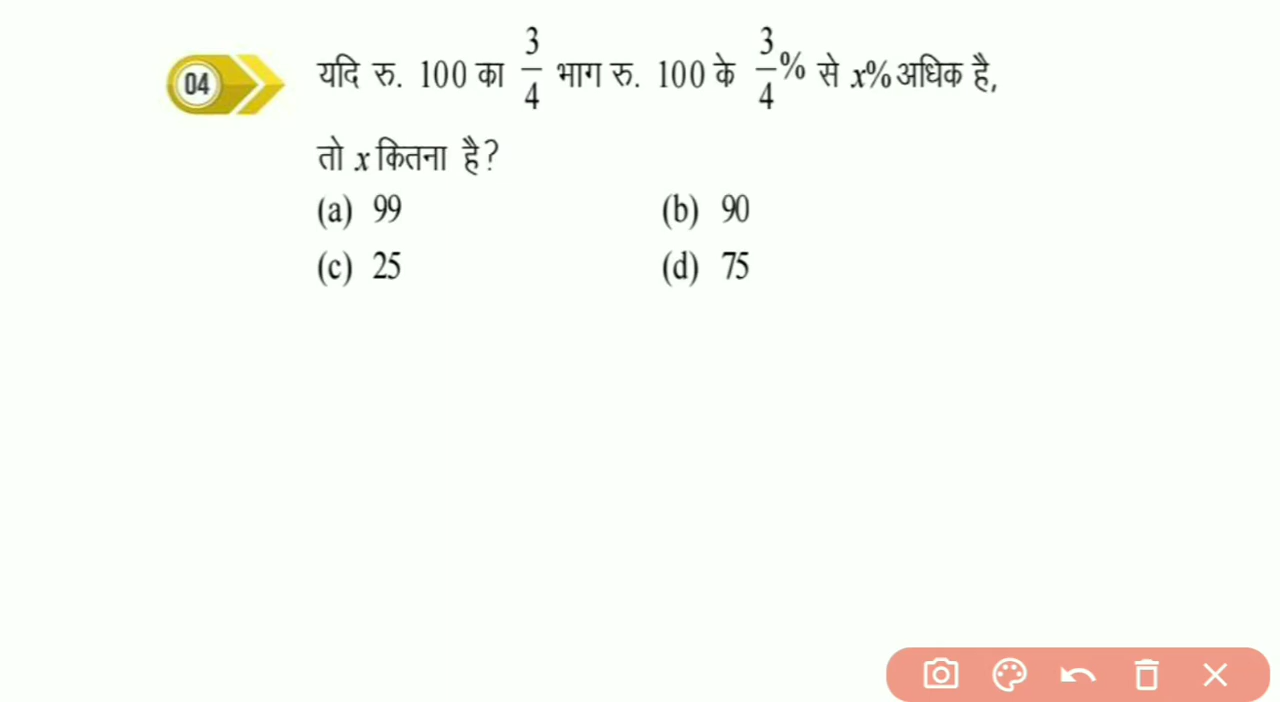 04 यदि रु. 100 का 3/4 भाग रु. 100 के 3/4% से x% अधिक है,
तो x कितना है?
(a) 99 (b) 90
(c) 25 (d) 75